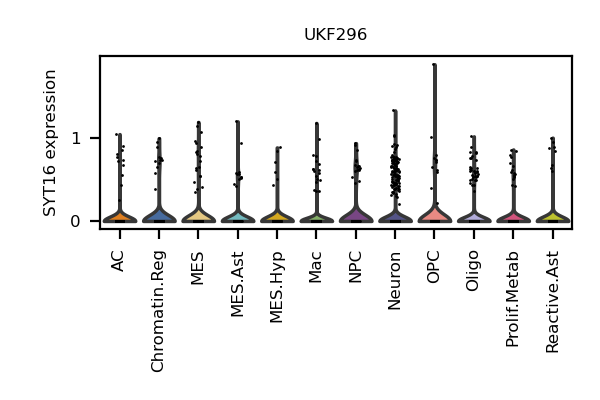 UKF296
SYT16 expression
1
0
AC
Chromatin.Reg
MES
MES.Ast
MES.Hyp
Mac
NPC
Neuron
OPC
Oligo
Prolif.Metab
Reactive.Ast